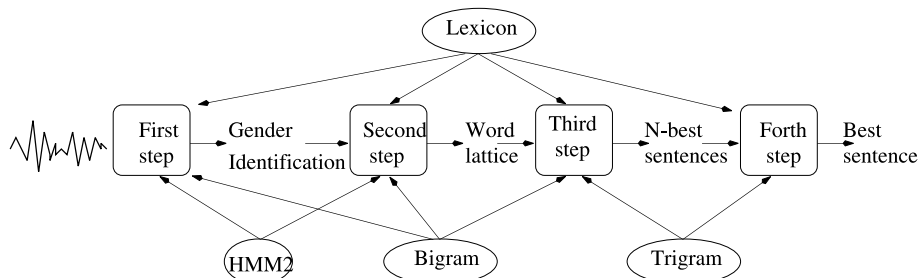 Lexicon
First
step
Gender
Identification
Second
step
Word
lattice
Third
step
N-best
sentences
Forth
step
Best
sentence
HMM2
Bigram
Trigram